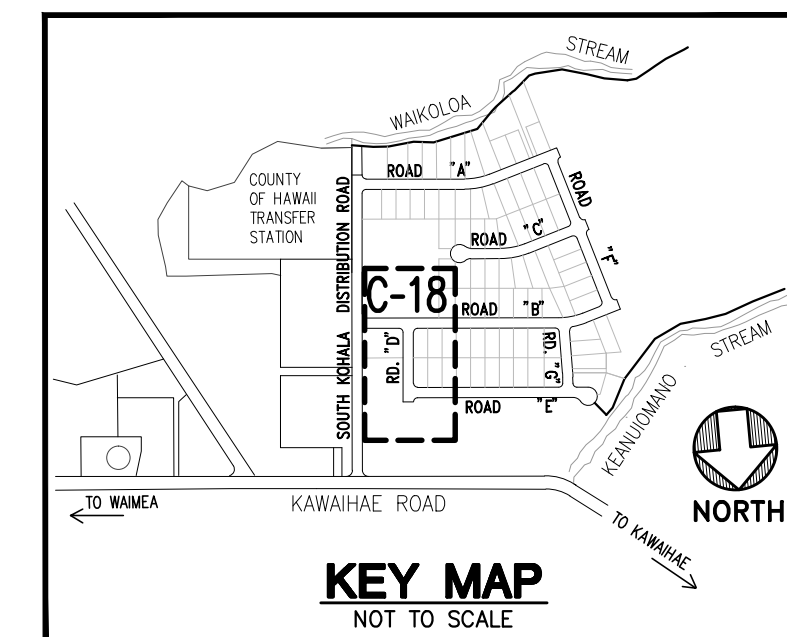 STREAM
WAIKOLOA
ROAD "A"
COUNTY
OF HAWAII
TRANSFER
STATION
SOUTH KOHALA DISTRIBUTION ROAD
ROAD "F"
ROAD "C"
C-18
ROAD "B"
RD. "D"
RD. "G"
ROAD "E"
STREAM
KEANUIOMANO
NORTH
TO WAIMEA
KAWAIHAE ROAD
TO KAWAIHAE
KEY MAP
NOT TO SCALE